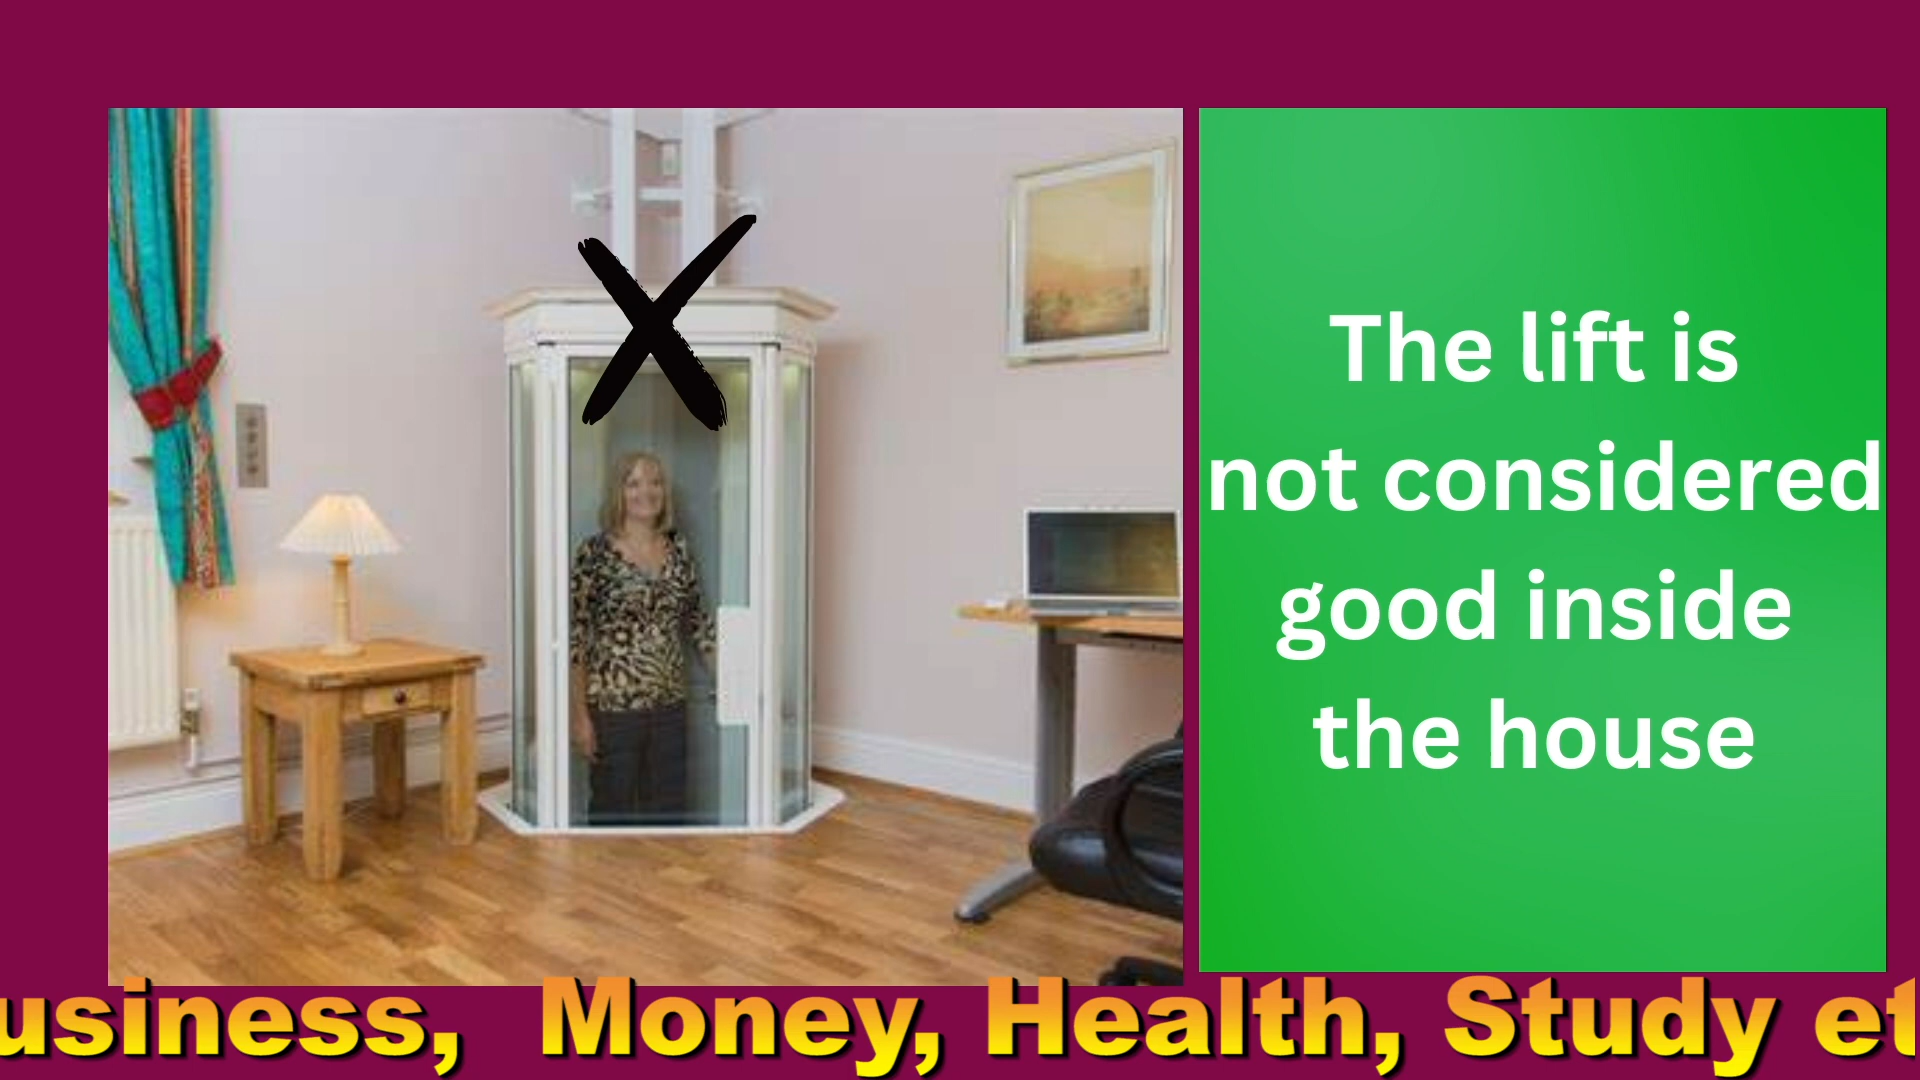 The lift is
not considered
good inside
the house
usiness, Money, Health, Study et